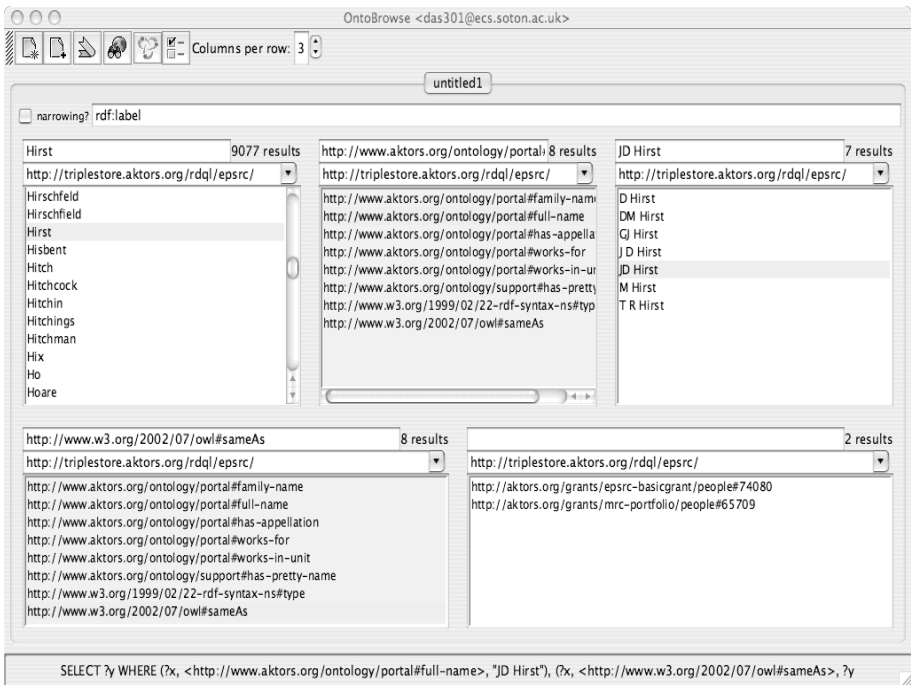 OntoBrowse <das301@ecs.soton.ac.uk>
Columns per row: 3
untitled1
narrowing? rdf:label
Hirst 9077 results
http://triplestore.aktors.org/rdql/epsrc/
Hirschfeld
Hirschfield
Hirst
Hisbent
Hitch
Hitchcock
Hitchin
Hitchings
Hitchman
Hix
Ho
Hoare
http://www.aktors.org/ontology/portal 8 results
http://triplestore.aktors.org/rdql/epsrc/
http://www.aktors.org/ontology/portal#family-nam
http://www.aktors.org/ontology/portal#full-name
http://www.aktors.org/ontology/portal#has-appella
http://www.aktors.org/ontology/portal#works-for
http://www.aktors.org/ontology/portal#works-in-un
http://www.aktors.org/ontology/support#has-pretty
http://www.w3.org/1999/02/22-rdf-syntax-ns#typ
http://www.w3.org/2002/07/owl#sameAs
JD Hirst 7 results
http://triplestore.aktors.org/rdql/epsrc/
D Hirst
DM Hirst
GJ Hirst
J D Hirst
JD Hirst
M Hirst
T R Hirst
http://www.w3.org/2002/07/owl#sameAs 8 results
http://triplestore.aktors.org/rdql/epsrc/
http://www.aktors.org/ontology/portal#family-name
http://www.aktors.org/ontology/portal#full-name
http://www.aktors.org/ontology/portal#has-appellation
http://www.aktors.org/ontology/portal#works-for
http://www.aktors.org/ontology/portal#works-in-unit
http://www.aktors.org/ontology/support#has-pretty-name
http://www.w3.org/1999/02/22-rdf-syntax-ns#type
http://www.w3.org/2002/07/owl#sameAs
2 results
http://triplestore.aktors.org/rdql/epsrc/
http://aktors.org/grants/epsrc-basicgrant/people#74080
http://aktors.org/grants/mrc-portfolio/people#65709
SELECT ?y WHERE (?x, <http://www.aktors.org/ontology/portal#full-name>, "JD Hirst"), (?x, <http://www.w3.org/2002/07/owl#sameAs>, ?y